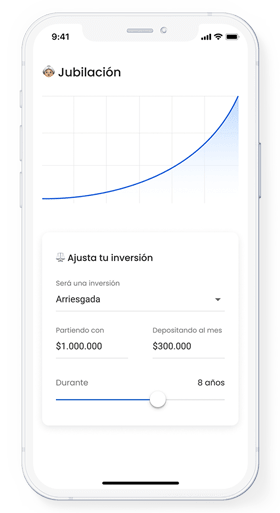 9:41
Jubilación
Ajusta tu inversión
Será una inversión
Arriesgada
Partiendo con Depositando al mes
$1.000.000 $300.000
Durante 8 años